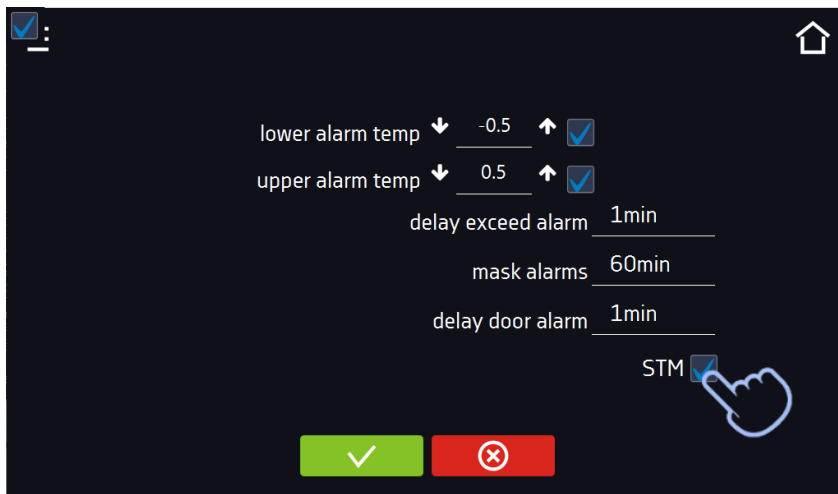 lower alarm temp -0.5
upper alarm temp 0.5
delay exceed alarm 1min
mask alarms 60min
delay door alarm 1min
STM